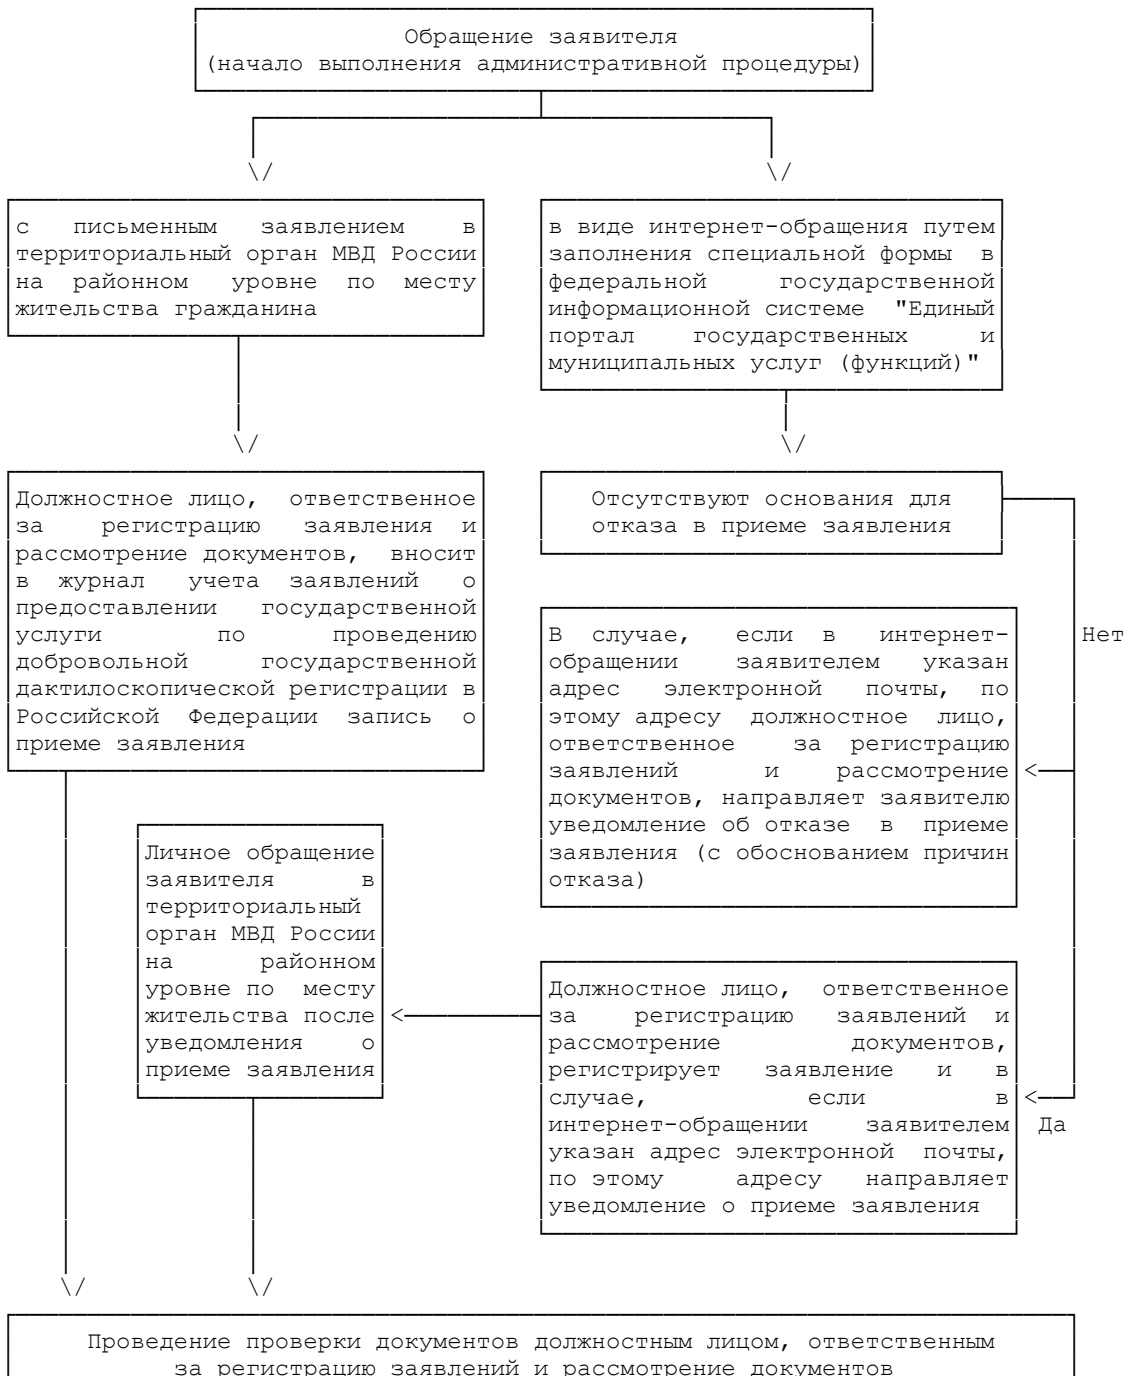 Обращение заявителя
(начало выполнения административной процедуры)
\/
\/
с письменным заявлением в
территориальный орган МВД России
на районном уровне по месту
жительства гражданина
в виде интернет-обращения путем
заполнения специальной формы в
федеральной государственной
информационной системе "Единый
портал государственных и
муниципальных услуг (функций)"
\/
\/
Должностное лицо, ответственное
за регистрацию заявления и
рассмотрение документов, вносит
в журнал учета заявлений о
предоставлении государственной
услуги по проведению
добровольной государственной
дактилоскопической регистрации в
Российской Федерации запись о
приеме заявления
Отсутствуют основания для
отказа в приеме заявления
Нет
В случае, если в интернет-
обращении заявителем указан
адрес электронной почты, по
этому адресу должностное лицо,
ответственное за регистрацию
заявлений и рассмотрение
документов, направляет заявителю
уведомление об отказе в приеме
заявления (с обоснованием причин
отказа)
<
Личное обращение
заявителя в
территориальный
орган МВД России
на районном
уровне по месту
жительства после
уведомления о
приеме заявления
<
Должностное лицо, ответственное
за регистрацию заявлений и
рассмотрение документов,
регистрирует заявление и в
случае, если в
интернет-обращении заявителем
указан адрес электронной почты,
по этому адресу направляет
уведомление о приеме заявления
<
Да
\/
\/
Проведение проверки документов должностным лицом, ответственным
за регистрацию заявлений и рассмотрение документов